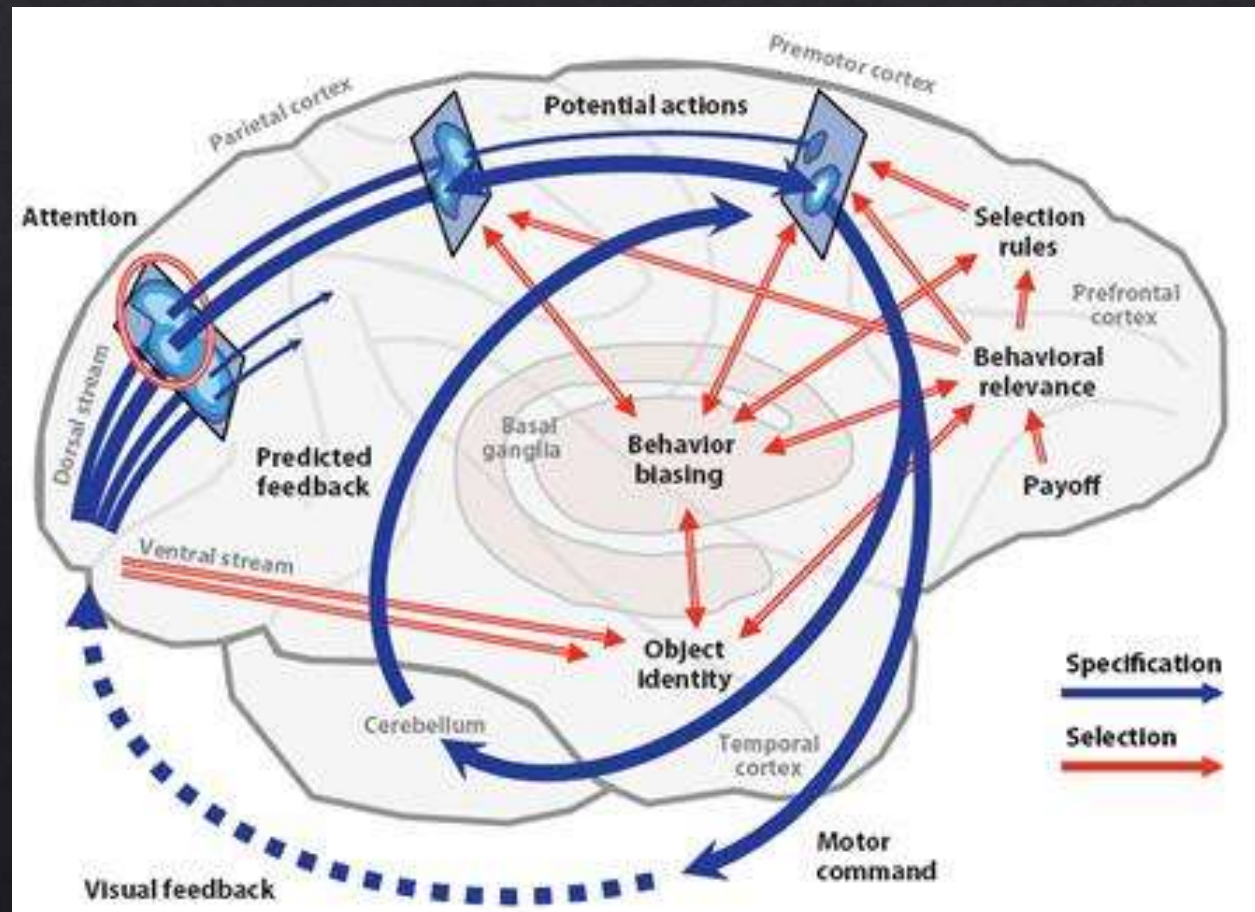 Premotor cortex
Parietal cortex
Potential actions
Attention
Selection
rules
Prefrontal
cortex
Dorsal stream
Behavioral
relevance
Basal
ganglia
Behavior
biasing
Predicted
feedback
Payoff
Ventral stream
Object
identity
Specification
Cerebellum
Temporal
cortex
Selection
Motor
command
Visual feedback